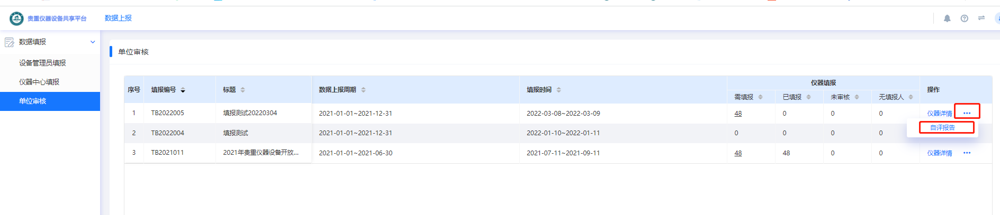 贵重仪器设备共享平台 数据上报
数据填报
设备管理员填报
仪器中心填报
单位审核
单位审核
序号 填报编号 标题 数据上报周期 填报时间 仪器填报 操作
需填报 已填报 未审核 无填报人
1 TB2022005 填报测试20220304 2021-01-01~2021-12-31 2022-03-08~2022-03-09 48 0 0 0 仪器详情 •••
自评报告
2 TB2022004 填报测试 2021-01-01~2021-12-31 2022-01-10~2022-01-11 0 0 0 0
3 TB2021011 2021年贵重仪器设备开放... 2021-01-01~2021-06-30 2021-07-11~2021-09-11 48 48 0 0 仪器详情 •••